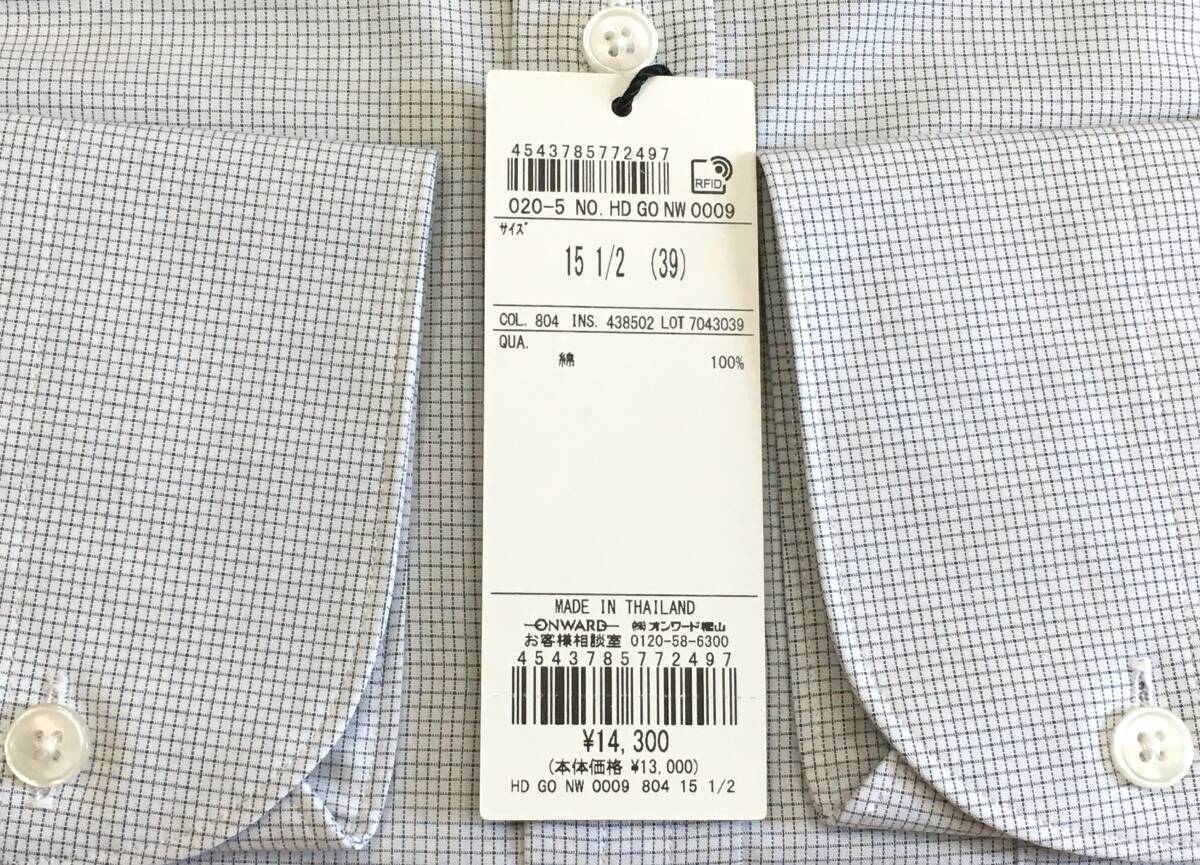 4543785772497
RFID
020-5 NO. HD GO NW 0009
ｻｲｽﾞ
15 1/2 (39)
COL. 804 INS. 438502 LOT 7043039
QUA.
綿 100%
MADE IN THAILAND
ONWARD ㈱オンワード樫山
お客様相談室 0120-58-6300
4543785772497
¥14,300
(本体価格 ¥13,000)
HD GO NW 0009 804 15 1/2